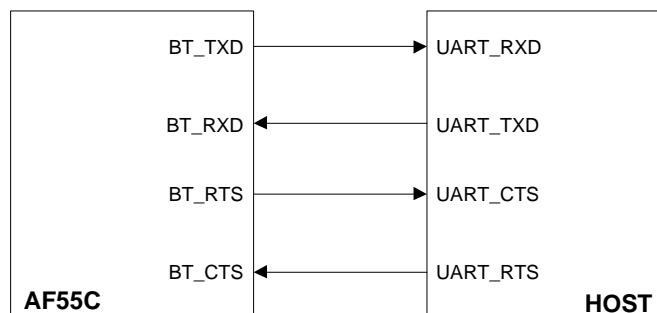 BT_TXD UART_RXD
BT_RXD UART_TXD
BT_RTS UART_CTS
BT_CTS UART_RTS
AF55C HOST